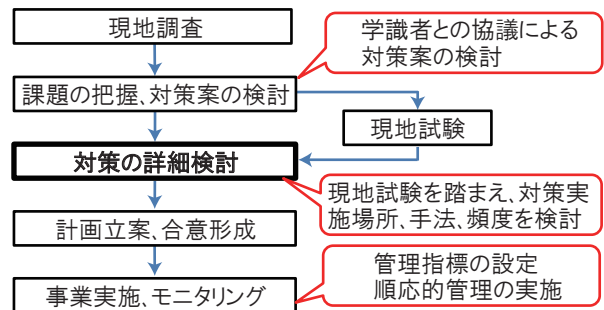 現地調査
学識者との協議による
対策案の検討
課題の把握、対策案の検討
現地試験
対策の詳細検討
現地試験を踏まえ、対策実
施場所、手法、頻度を検討
計画立案、合意形成
管理指標の設定
順応的管理の実施
事業実施、モニタリング